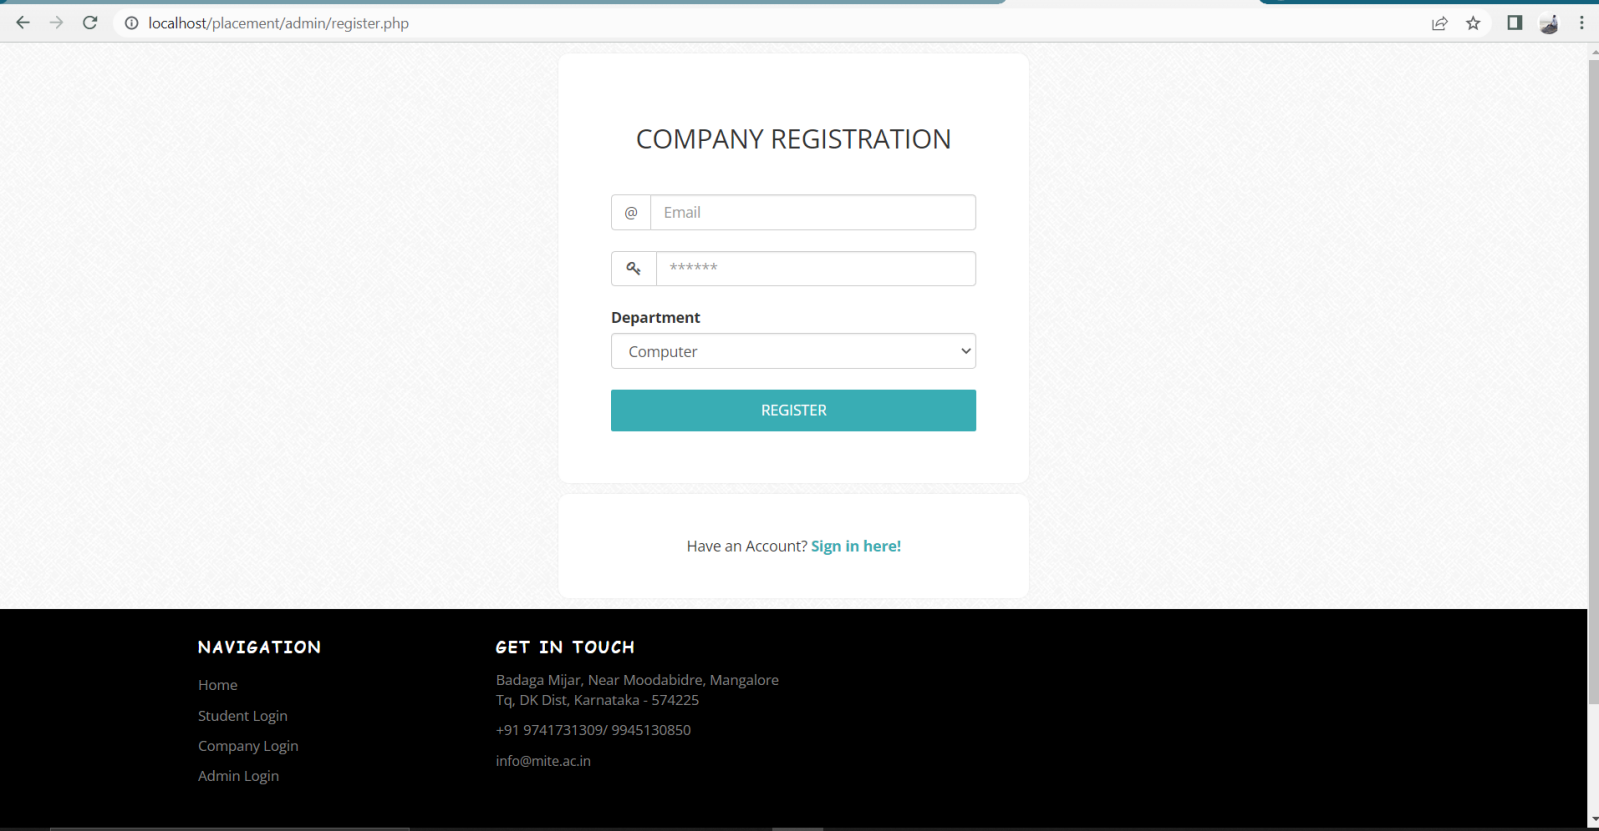 localhost/placement/admin/register.php
COMPANY REGISTRATION
@ Email
******
Department
Computer
REGISTER
Have an Account? Sign in here!
NAVIGATION
Home
Student Login
Company Login
Admin Login
GET IN TOUCH
Badaga Mijar, Near Moodabidre, Mangalore
Tq, DK Dist, Karnataka - 574225
+91 9741731309/ 9945130850
info@mite.ac.in